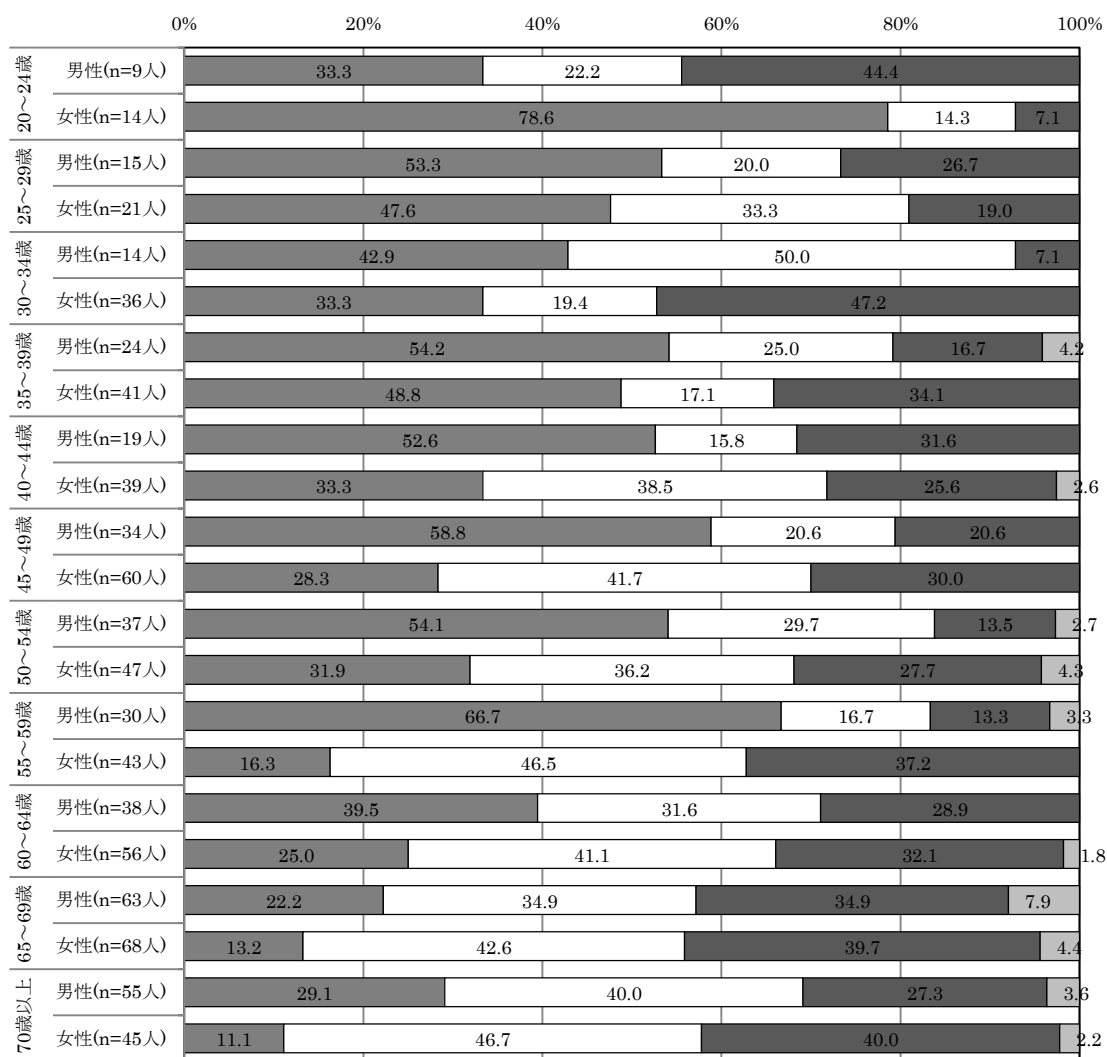 0% 20% 40% 60% 80% 100%
20～24歳
男性(n=9人) 33.3 22.2 44.4
女性(n=14人) 78.6 14.3 7.1
25～29歳
男性(n=15人) 53.3 20.0 26.7
女性(n=21人) 47.6 33.3 19.0
30～34歳
男性(n=14人) 42.9 50.0 7.1
女性(n=36人) 33.3 19.4 47.2
35～39歳
男性(n=24人) 54.2 25.0 16.7 4.2
女性(n=41人) 48.8 17.1 34.1
40～44歳
男性(n=19人) 52.6 15.8 31.6
女性(n=39人) 33.3 38.5 25.6 2.6
45～49歳
男性(n=34人) 58.8 20.6 20.6
女性(n=60人) 28.3 41.7 30.0
50～54歳
男性(n=37人) 54.1 29.7 13.5 2.7
女性(n=47人) 31.9 36.2 27.7 4.3
55～59歳
男性(n=30人) 66.7 16.7 13.3 3.3
女性(n=43人) 16.3 46.5 37.2
60～64歳
男性(n=38人) 39.5 31.6 28.9
女性(n=56人) 25.0 41.1 32.1 1.8
65～69歳
男性(n=63人) 22.2 34.9 34.9 7.9
女性(n=68人) 13.2 42.6 39.7 4.4
70歳以上
男性(n=55人) 29.1 40.0 27.3 3.6
女性(n=45人) 11.1 46.7 40.0 2.2